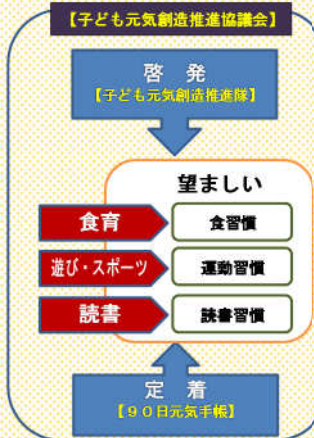 【子ども元気創造推進協議会】
啓 発
【子ども元気創造推進隊】
望ましい
食育
食習慣
遊び・スポーツ
運動習慣
読書
読書習慣
定 着
【90日元気手帳】